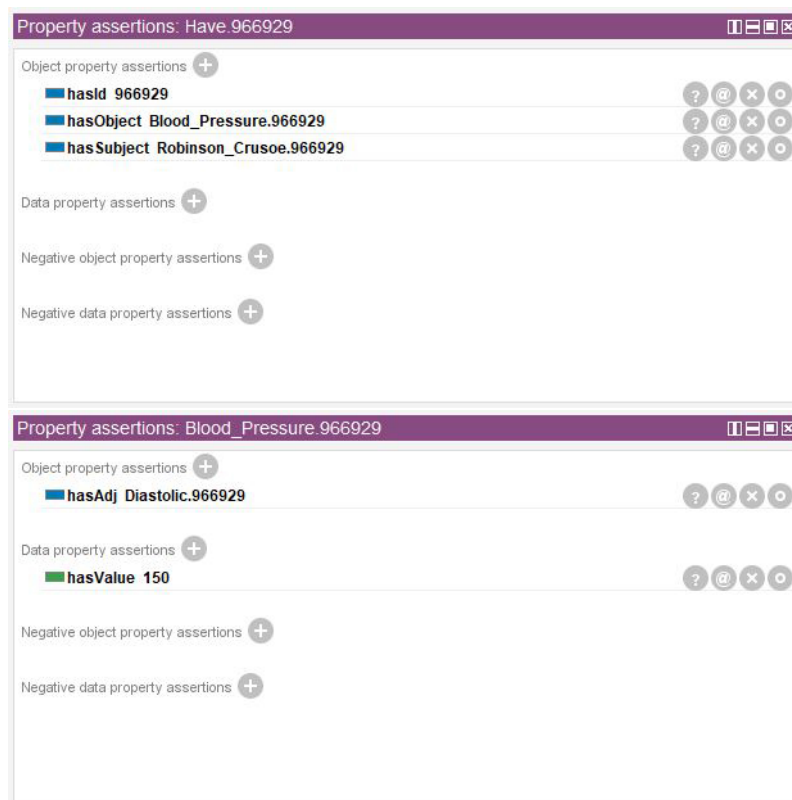 Property assertions: Have.966929
Object property assertions
hasId 966929
hasObject Blood_Pressure.966929
hasSubject Robinson_Crusoe.966929
Data property assertions
Negative object property assertions
Negative data property assertions
Property assertions: Blood_Pressure.966929
Object property assertions
hasAdj Diastolic.966929
Data property assertions
hasValue 150
Negative object property assertions
Negative data property assertions